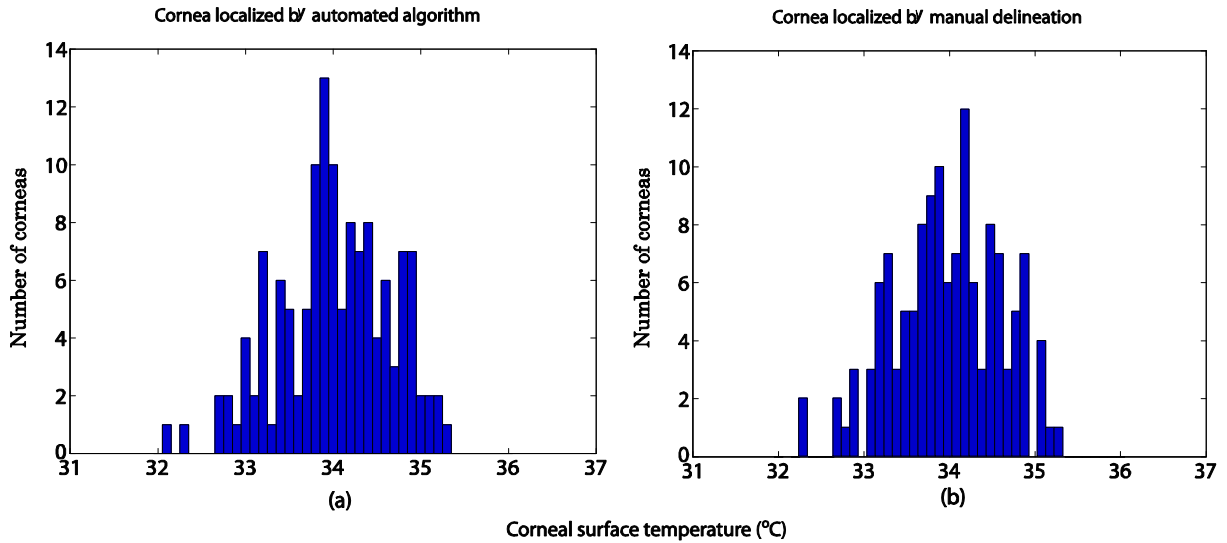 Cornea localized by automated algorithm
Cornea localized by manual delineation
14
12
10
8
6
4
2
0
Number of corneas
31 32 33 34 35 36 37
(a)
14
12
10
8
6
4
2
0
Number of corneas
31 32 33 34 35 36 37
(b)
Corneal surface temperature (°C)